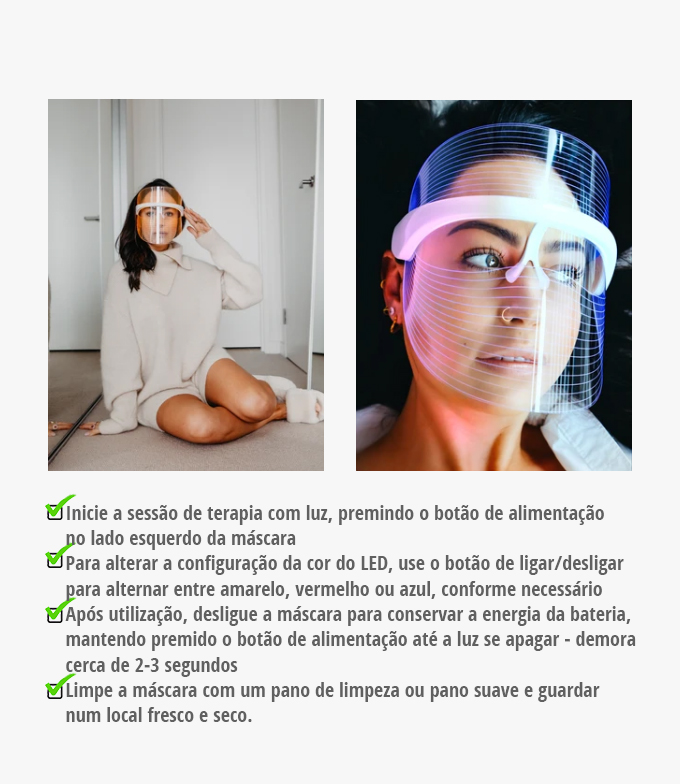 Inicie a sessão de terapia com luz, premindo o botão de alimentação
no lado esquerdo da máscara
Para alterar a configuração da cor do LED, use o botão de ligar/desligar
para alternar entre amarelo, vermelho ou azul, conforme necessário
Após utilização, desligue a máscara para conservar a energia da bateria,
mantendo premido o botão de alimentação até a luz se apagar - demora
cerca de 2-3 segundos
Limpe a máscara com um pano de limpeza ou pano suave e guardar
num local fresco e seco.